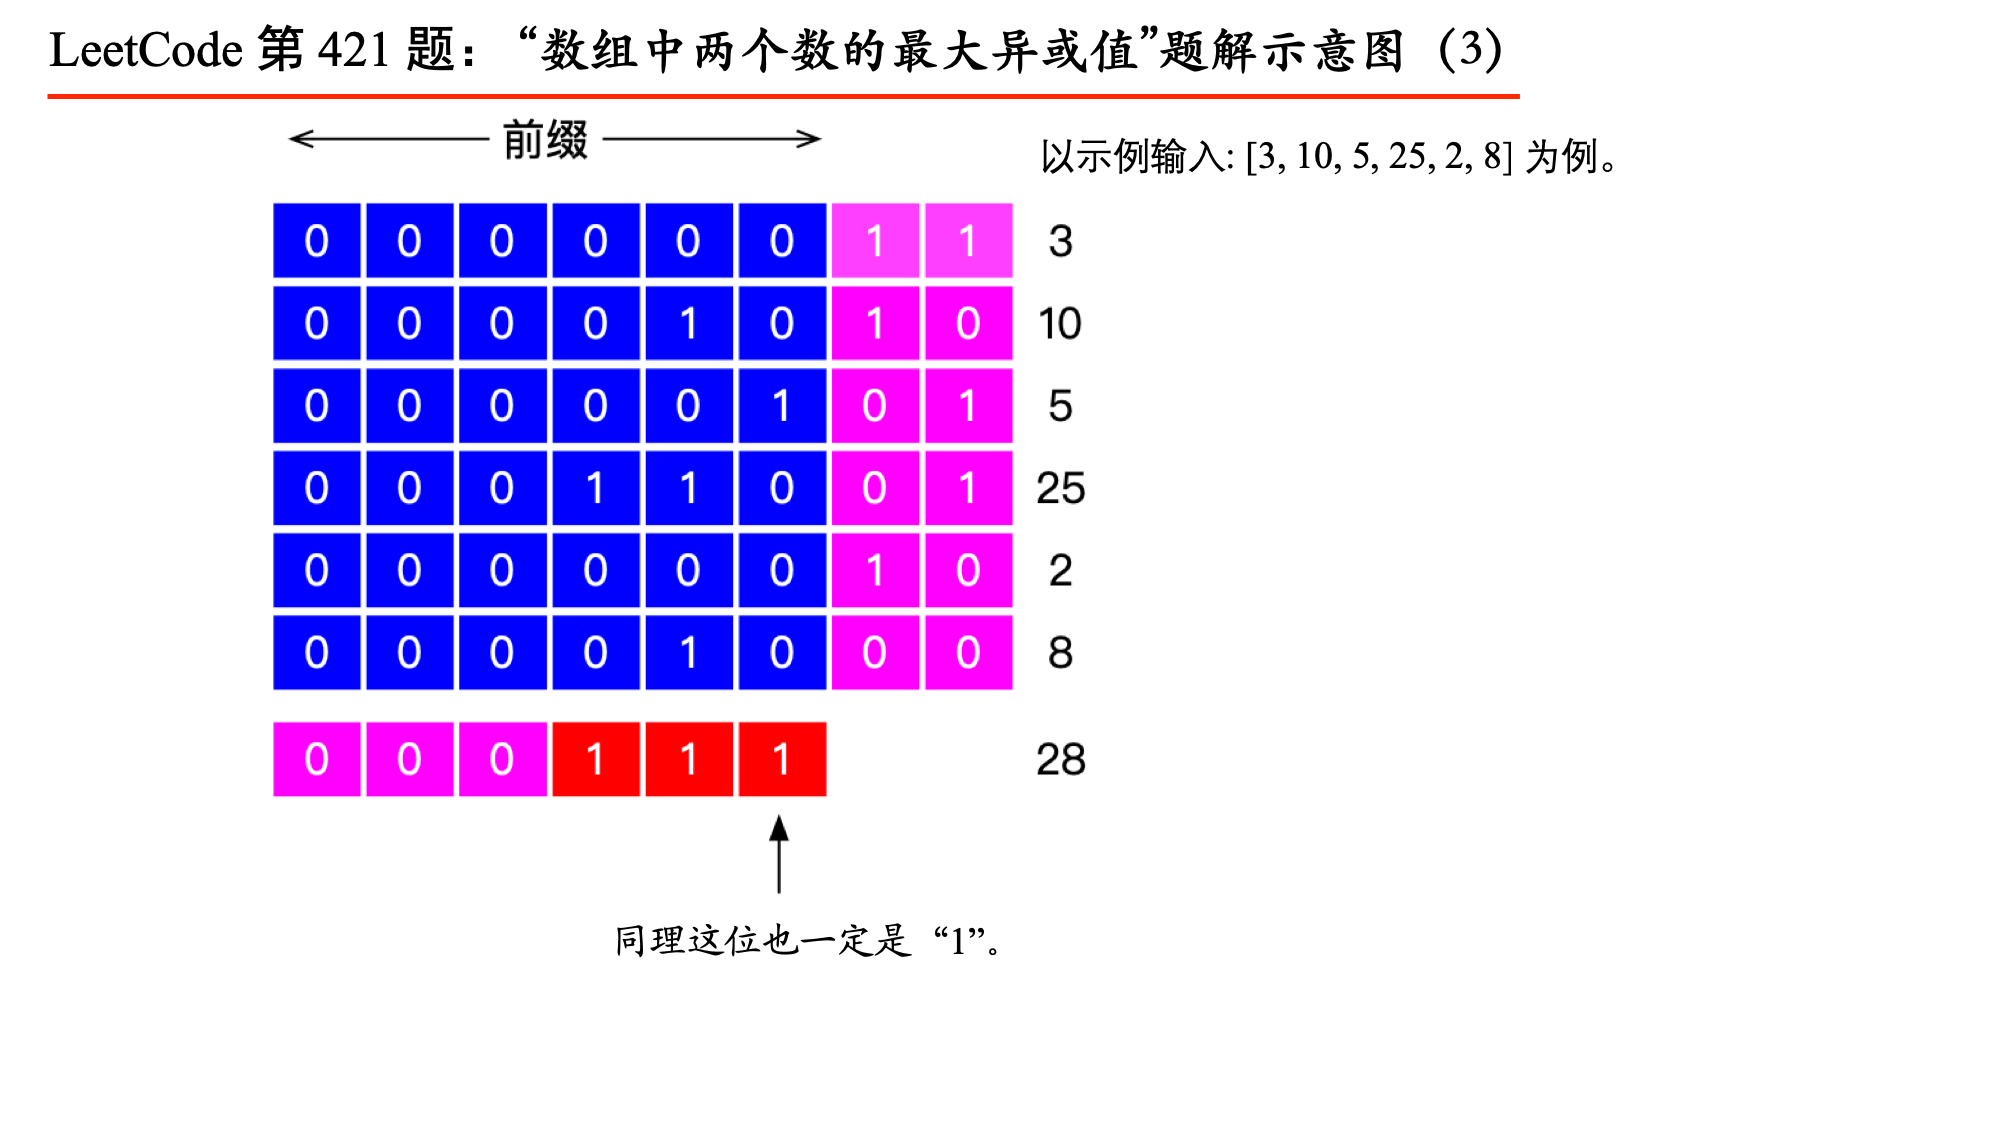 LeetCode 第 421 题：“数组中两个数的最大异或值”题解示意图（3）
前缀
以示例输入: [3, 10, 5, 25, 2, 8] 为例。
0 0 0 0 0 0 1 1 3
0 0 0 0 1 0 1 0 10
0 0 0 0 0 1 0 1 5
0 0 0 1 1 0 0 1 25
0 0 0 0 0 0 1 0 2
0 0 0 0 1 0 0 0 8
0 0 0 1 1 1 28
同理这位也一定是“1”。